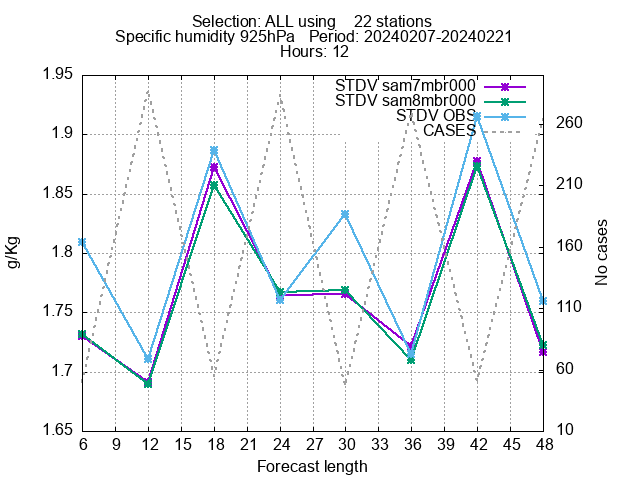 Selection: ALL using    22 stations
Specific humidity 925hPa   Period: 20240207-20240221
Hours: 12
STDV sam7mbr000
STDV sam8mbr000
STDV OBS
CASES
1.95
1.9
1.85
1.8
1.75
1.7
1.65
g/Kg
260
210
160
110
60
10
No cases
6 9 12 15 18 21 24 27 30 33 36 39 42 45 48
Forecast length